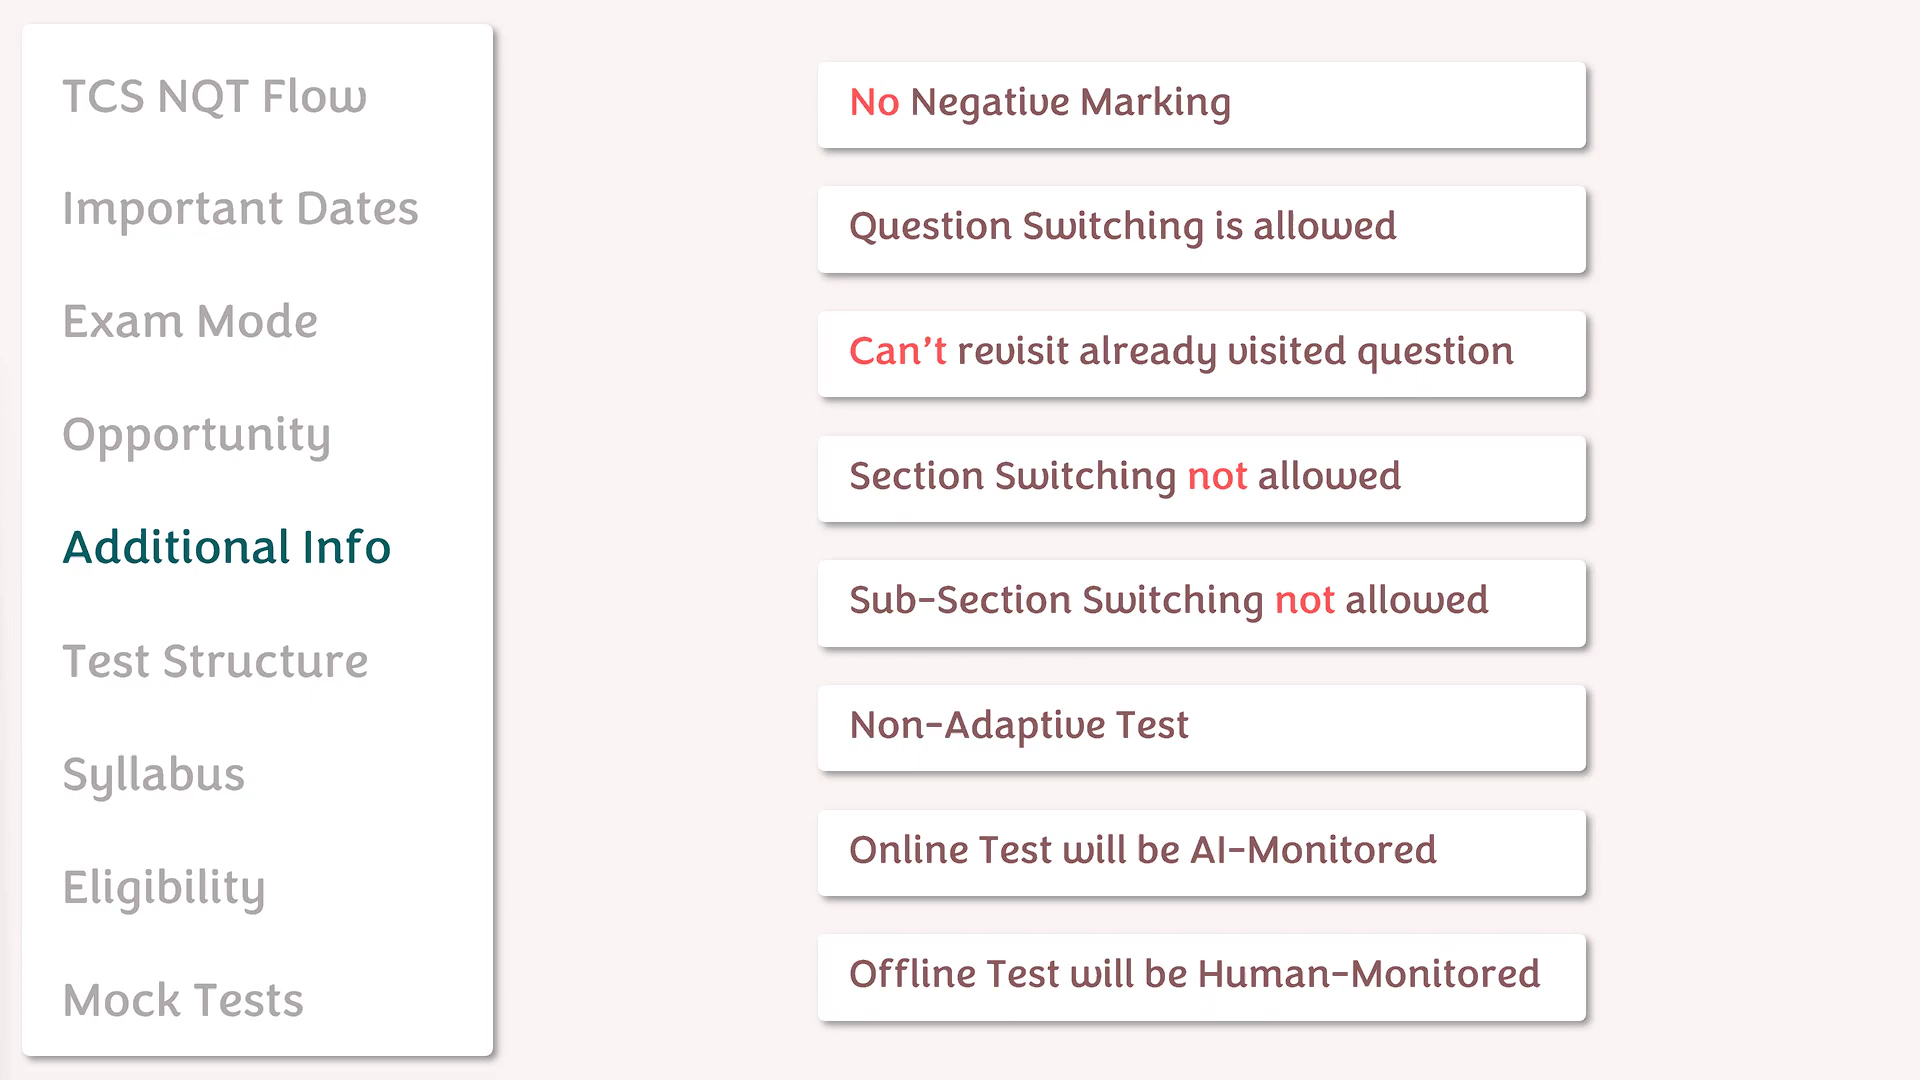 TCS NQT Flow
Important Dates
Exam Mode
Opportunity
Additional Info
Test Structure
Syllabus
Eligibility
Mock Tests
No Negative Marking
Question Switching is allowed
Can’t revisit already visited question
Section Switching not allowed
Sub-Section Switching not allowed
Non-Adaptive Test
Online Test will be AI-Monitored
Offline Test will be Human-Monitored